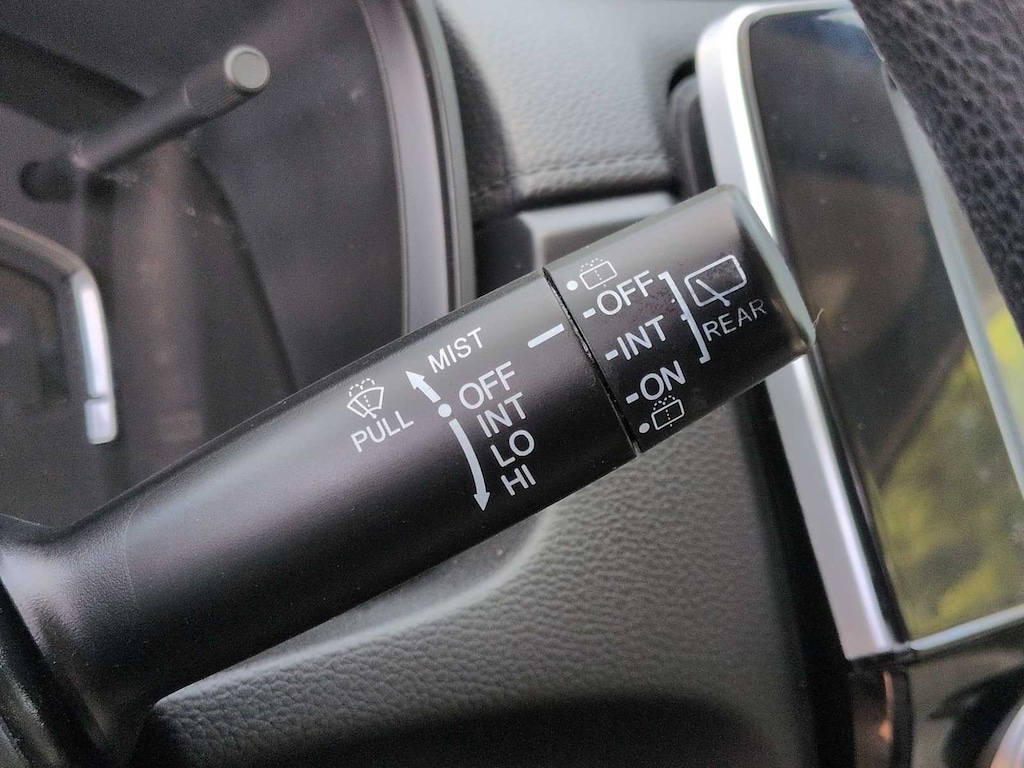 MIST
OFF
INT
LO
HI
PULL
OFF
INT
ON
REAR